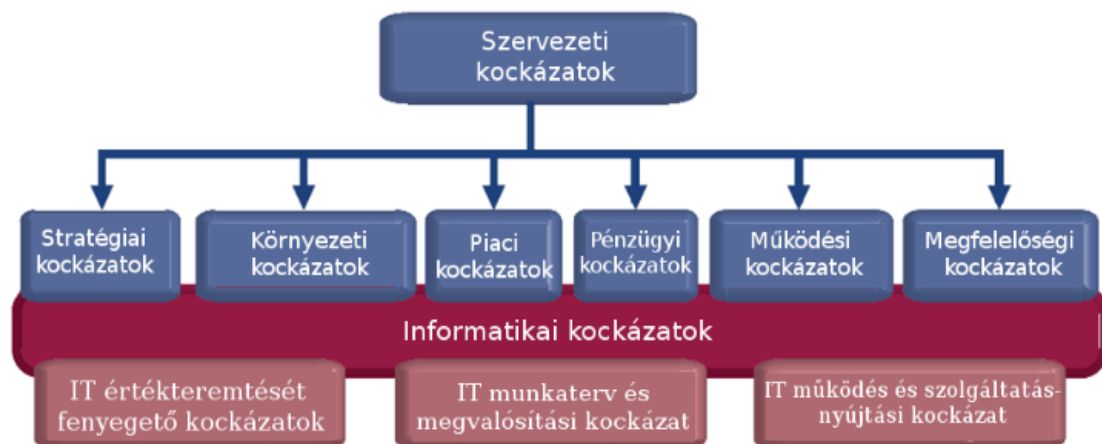 Szervezeti
kockázatok
Stratégiai
kockázatok
Környezeti
kockázatok
Piaci
kockázatok
Pénzügyi
kockázatok
Működési
kockázatok
Megfelelőségi
kockázatok
Informatikai kockázatok
IT értékteremtését
fenyegető kockázatok
IT munkaterv és
megvalósítási kockázat
IT működés és szolgáltatás-
nyújtási kockázat